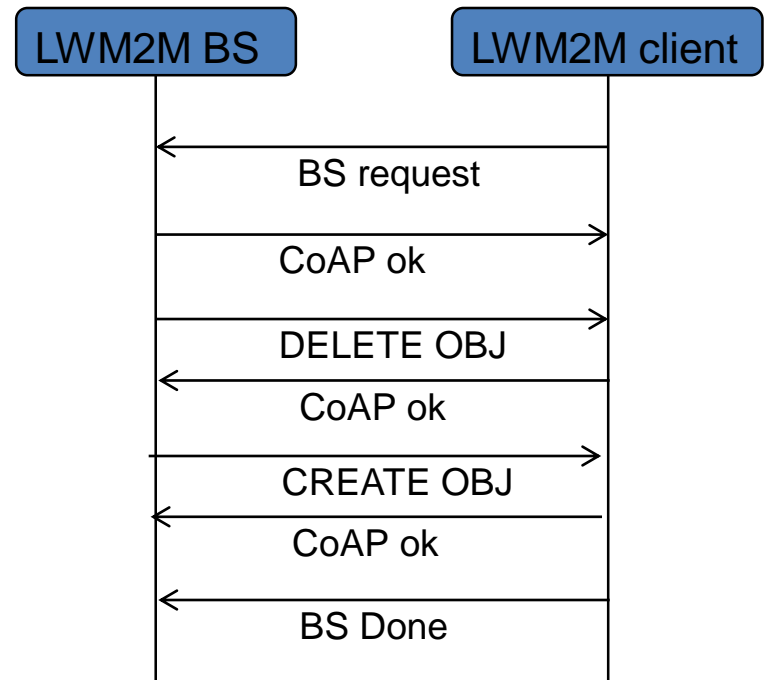 LWM2M BS
LWM2M client
BS request
CoAP ok
DELETE OBJ
CoAP ok
CREATE OBJ
CoAP ok
BS Done